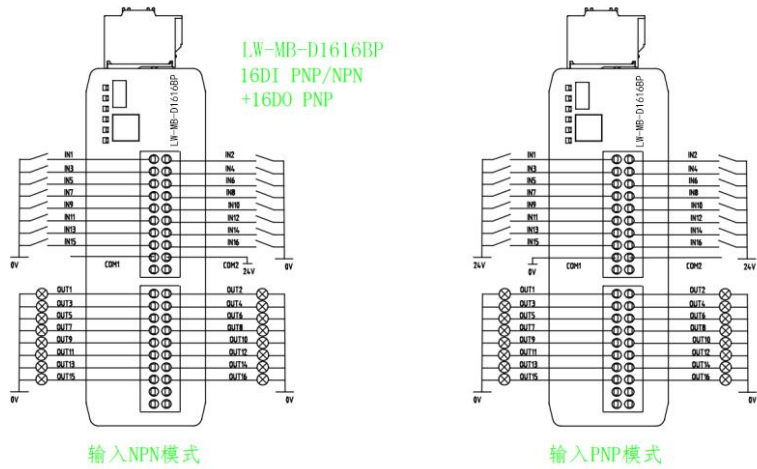 LW-MB-D1616BP
16DI PNP/NPN
+16DO PNP
LW-MB-D1616BP
IN1 IN2
IN3 IN4
IN5 IN6
IN7 IN8
IN9 IN10
IN11 IN12
IN13 IN14
IN15 IN16
0V COM1 COM2 24V 0V
OUT1 OUT2
OUT3 OUT4
OUT5 OUT6
OUT7 OUT8
OUT9 OUT10
OUT11 OUT12
OUT13 OUT14
OUT15 OUT16
0V 0V
输入NPN模式
LW-MB-D1616BP
IN1 IN2
IN3 IN4
IN5 IN6
IN7 IN8
IN9 IN10
IN11 IN12
IN13 IN14
IN15 IN16
24V 0V COM1 COM2 24V
OUT1 OUT2
OUT3 OUT4
OUT5 OUT6
OUT7 OUT8
OUT9 OUT10
OUT11 OUT12
OUT13 OUT14
OUT15 OUT16
0V 0V
输入PNP模式